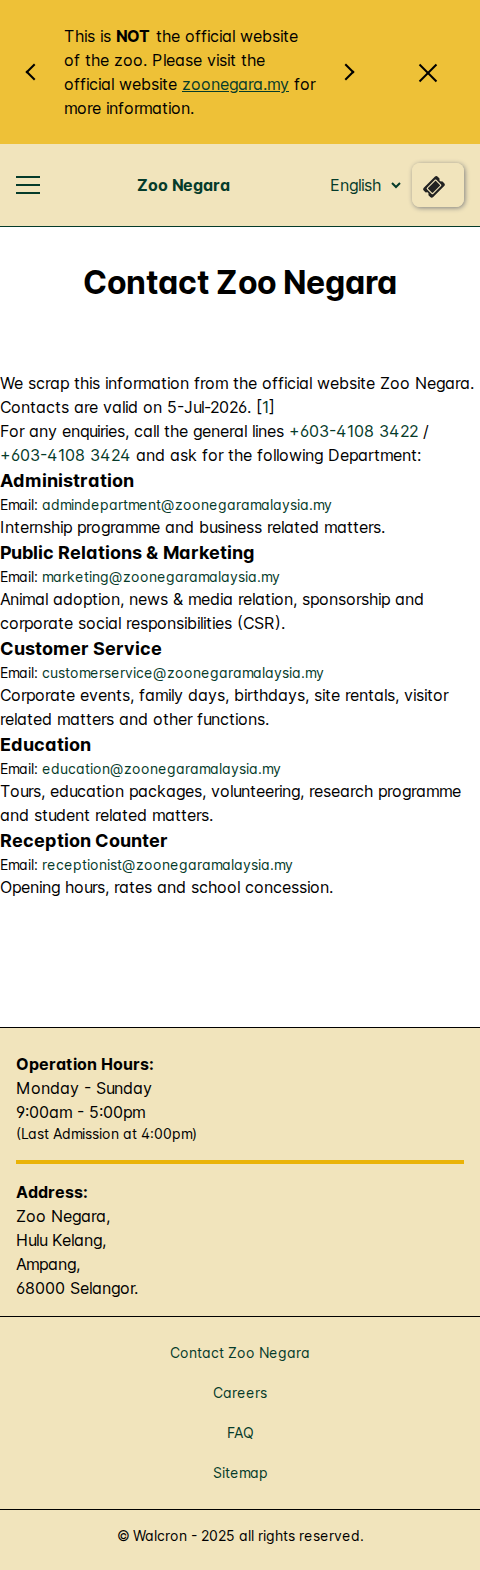 This is NOT the official website
of the zoo. Please visit the
official website zoonegara.my for
more information.
Zoo Negara
English
Contact Zoo Negara
We scrap this information from the official website Zoo Negara.
Contacts are valid on 5-Jul-2026. [1]
For any enquiries, call the general lines +603-4108 3422 /
+603-4108 3424 and ask for the following Department:
Administration
Email: admindepartment@zoonegaramalaysia.my
Internship programme and business related matters.
Public Relations & Marketing
Email: marketing@zoonegaramalaysia.my
Animal adoption, news & media relation, sponsorship and
corporate social responsibilities (CSR).
Customer Service
Email: customerservice@zoonegaramalaysia.my
Corporate events, family days, birthdays, site rentals, visitor
related matters and other functions.
Education
Email: education@zoonegaramalaysia.my
Tours, education packages, volunteering, research programme
and student related matters.
Reception Counter
Email: receptionist@zoonegaramalaysia.my
Opening hours, rates and school concession.
Operation Hours:
Monday - Sunday
9:00am - 5:00pm
(Last Admission at 4:00pm)
Address:
Zoo Negara,
Hulu Kelang,
Ampang,
68000 Selangor.
Contact Zoo Negara
Careers
FAQ
Sitemap
© Walcron - 2025 all rights reserved.